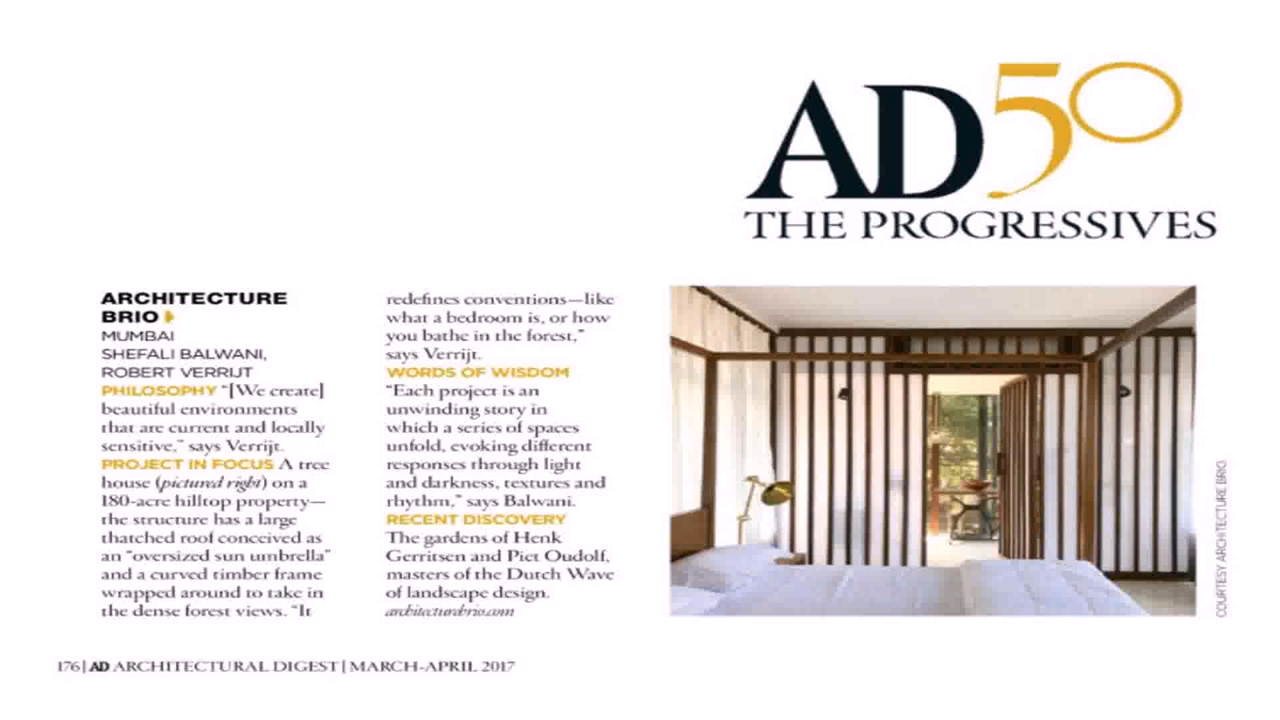 AD50
THE PROGRESSIVES
ARCHITECTURE
BRIO
MUMBAI
SHEFALI BALWANI,
ROBERT VERRIJT
PHILOSOPHY “[We create]
beautiful environments
that are current and locally
sensitive,” says Verrijt.
PROJECT IN FOCUS A tree
house (pictured right) on a
180-acre hilltop property—
the structure has a large
thatched roof conceived as
an “oversized sun umbrella”
and a curved timber frame
wrapped around to take in
the dense forest views. “It
redefines conventions—like
what a bedroom is, or how
you bathe in the forest,”
says Verrijt.
WORDS OF WISDOM
“Each project is an
unwinding story in
which a series of spaces
unfold, evoking different
responses through light
and darkness, textures and
rhythm,” says Balwani.
RECENT DISCOVERY
The gardens of Henk
Gerritsen and Piet Oudolf,
masters of the Dutch Wave
of landscape design.
architecturebrio.com
COURTESY ARCHITECTURE BRIO
176|AD ARCHITECTURAL DIGEST|MARCH-APRIL 2017